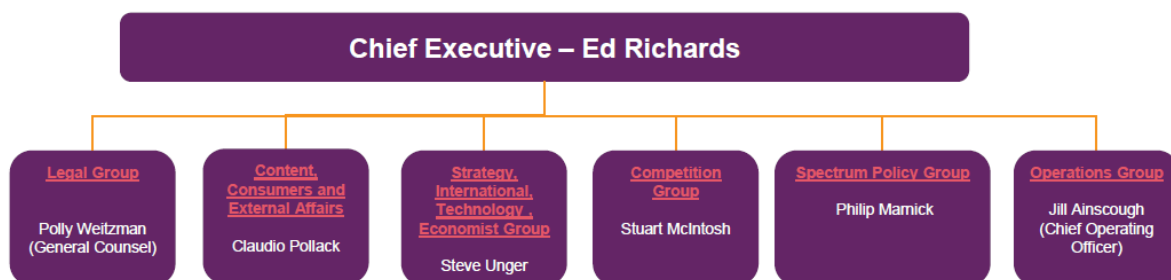 Chief Executive – Ed Richards
Legal Group
Polly Weitzman
(General Counsel)
Content,
Consumers and
External Affairs
Claudio Pollack
Strategy,
International,
Technology ,
Economist Group
Steve Unger
Competition
Group
Stuart McIntosh
Spectrum Policy Group
Philip Marnick
Operations Group
Jill Ainscough
(Chief Operating
Officer)